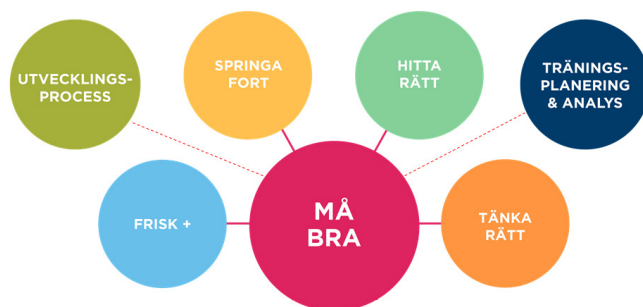 UTVECKLINGS-
PROCESS
SPRINGA
FORT
HITTA
RÄTT
TRÄNINGS-
PLANERING
& ANALYS
FRISK +
MÅ
BRA
TÄNKA
RÄTT